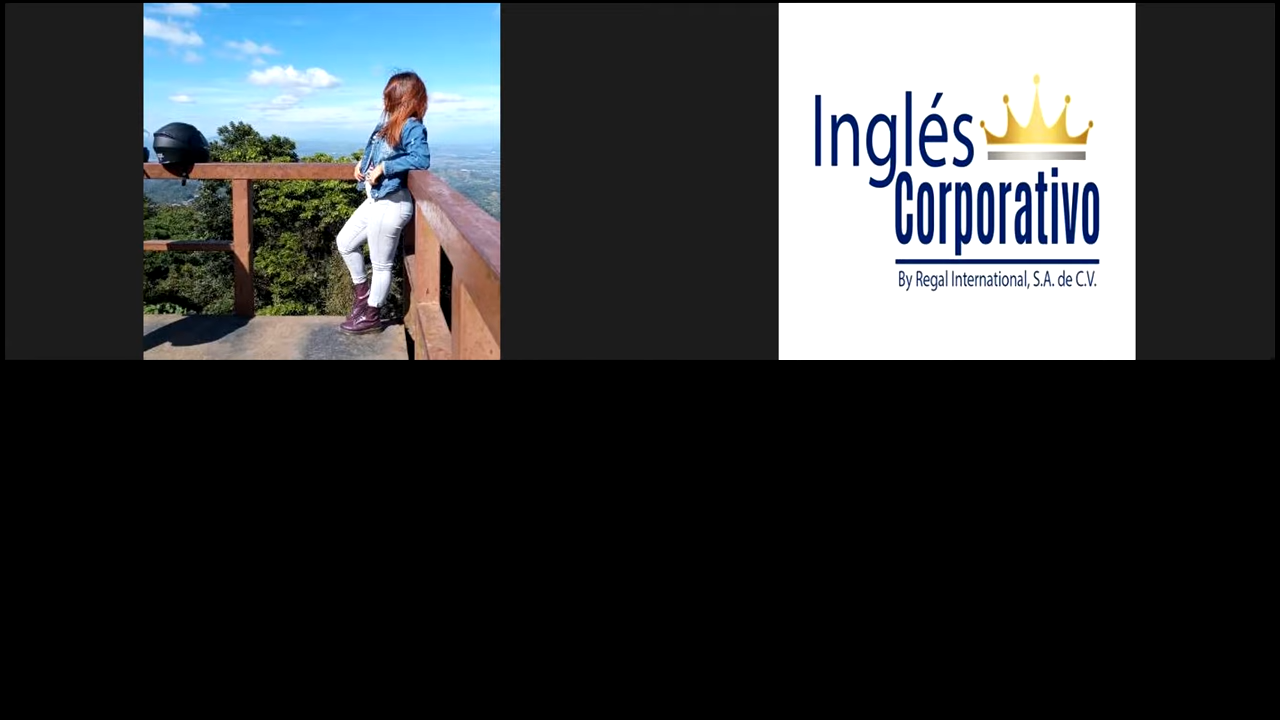 Inglés
Corporativo
By Regal International, S.A. de C.V.